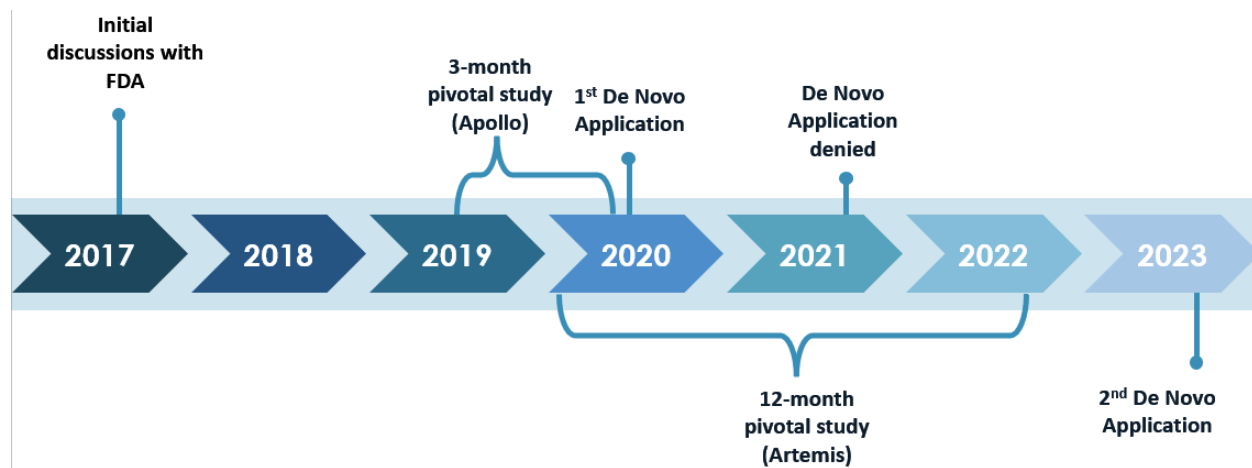 Initial
discussions with
FDA
3-month
pivotal study
(Apollo)
1st De Novo
Application
De Novo
Application
denied
2017
2018
2019
2020
2021
2022
2023
12-month
pivotal study
(Artemis)
2nd De Novo
Application